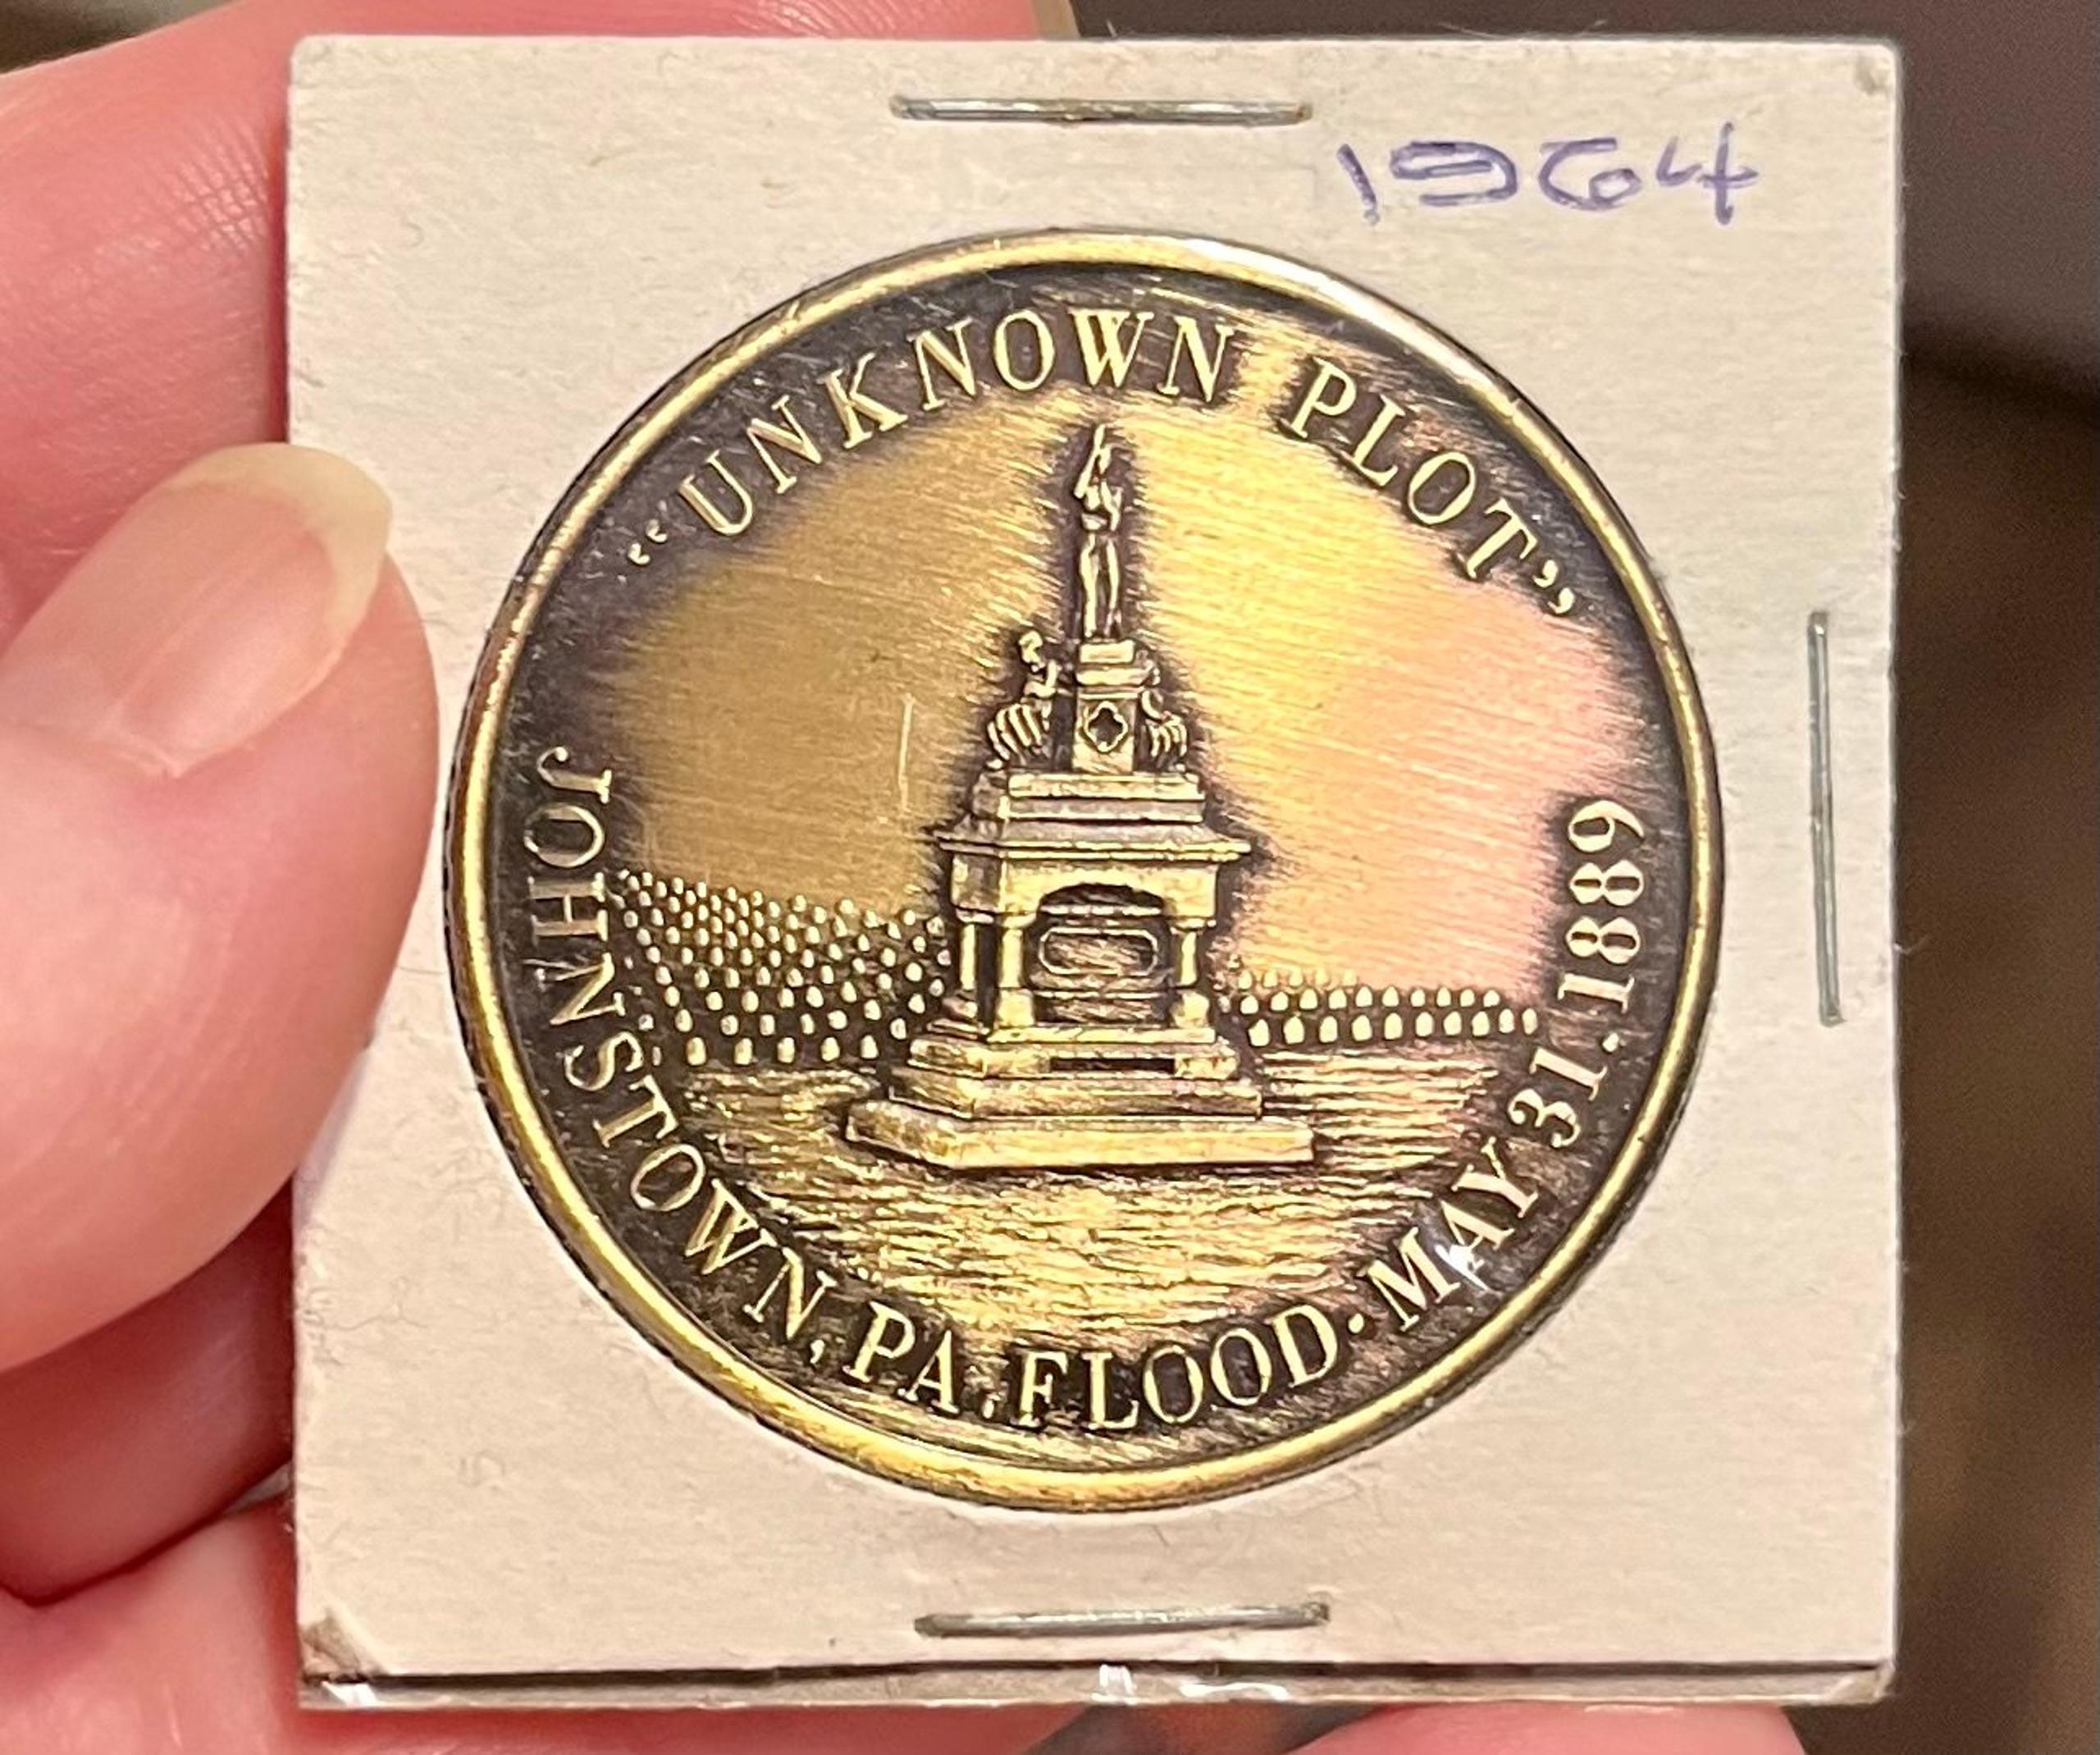 1964
“UNKNOWN PLOT”
JOHNSTOWN, PA. FLOOD • MAY 31. 1889